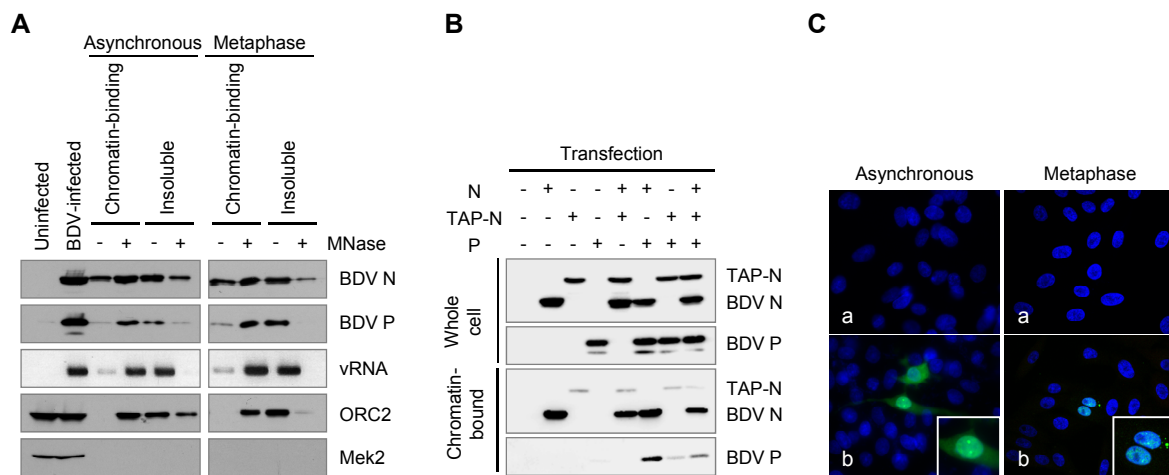 A
Asynchronous
Metaphase
Uninfected
BDV-infected
Chromatin-binding
Insoluble
Chromatin-binding
Insoluble
- + - + - + - + MNase
BDV N
BDV P
vRNA
ORC2
Mek2
B
Transfection
N - + - - + + - +
TAP-N - - + - + - + +
P - - - + - + + +
Whole cell
TAP-N
BDV N
BDV P
Chromatin-bound
TAP-N
BDV N
BDV P
C
Asynchronous Metaphase
a a
b b